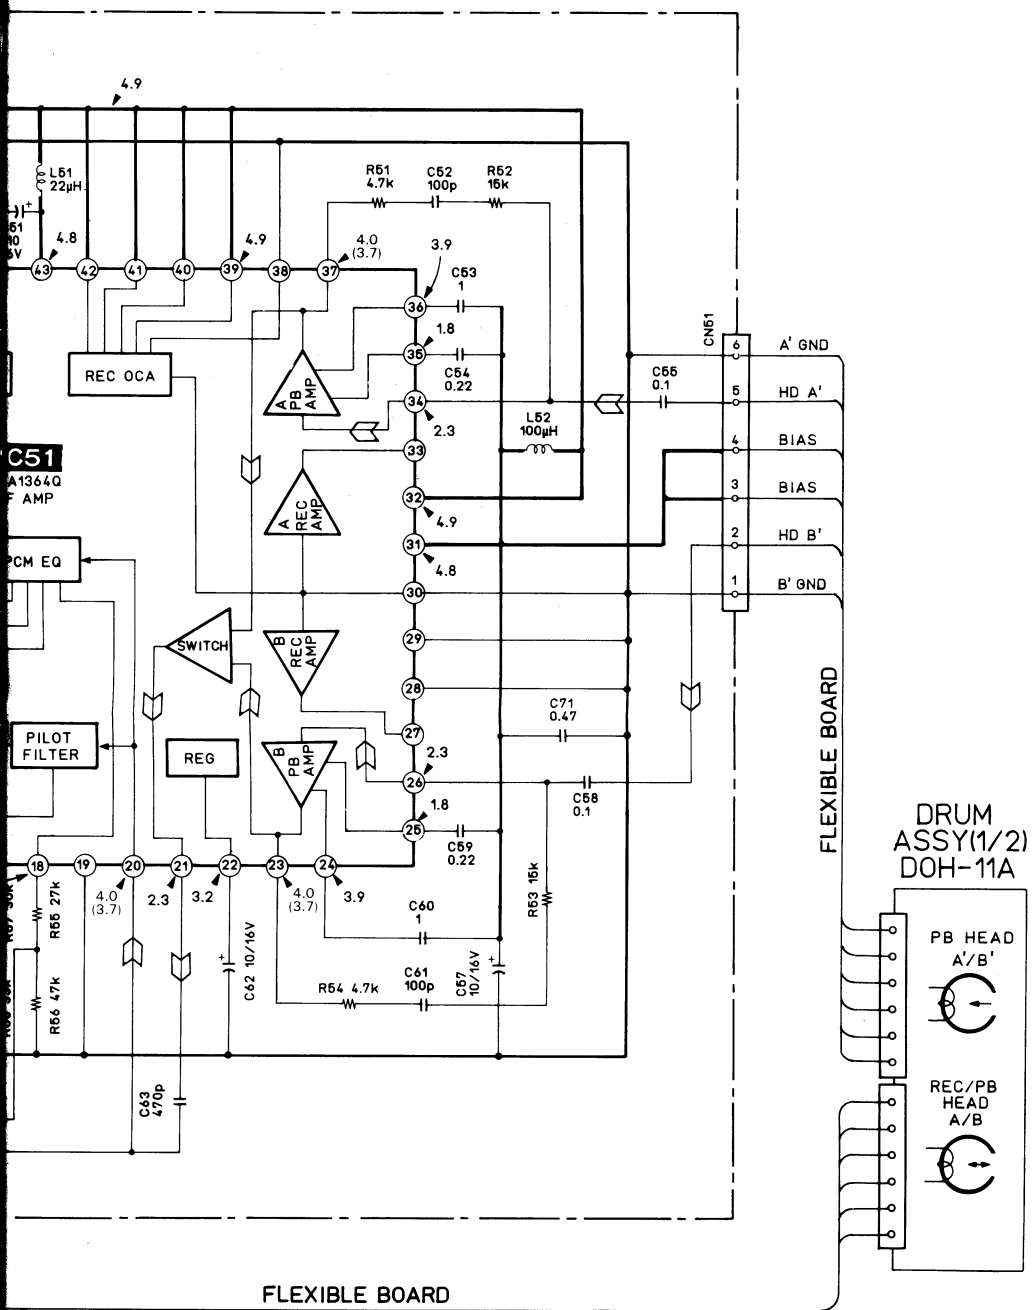 4.9
L51
22µH
R51
4.7k
C52
100p
R52
15k
+
51
10
6V
4.8
4.9
4.0
(3.7)
3.9
C53
1
43
42
41
40
39
38
37
36
1.8
35
C54
0.22
34
2.3
33
32
4.9
31
4.8
30
29
28
27
2.3
26
1.8
25
REC OCA
A
PB
AMP
A
REC
AMP
C51
A1364Q
F AMP
PCM EQ
SWITCH
B
REC
AMP
PILOT
FILTER
REG
B
PB
AMP
L52
100µH
C55
0.1
CN51
6
A' GND
5
HD A'
4
BIAS
3
BIAS
2
HD B'
1
B' GND
C71
0.47
C58
0.1
C59
0.22
FLEXIBLE BOARD
DRUM
ASSY(1/2)
DOH-11A
18
19
20
21
22
23
24
4.0
(3.7)
2.3
3.2
4.0
(3.7)
3.9
R55 27k
R56 47k
C62 10/16V
+
C60
1
R53 15k
C57
10/16V
+
R54 4.7k
C61
100p
C63
470p
PB HEAD
A'/B'
REC/PB
HEAD
A/B
FLEXIBLE BOARD